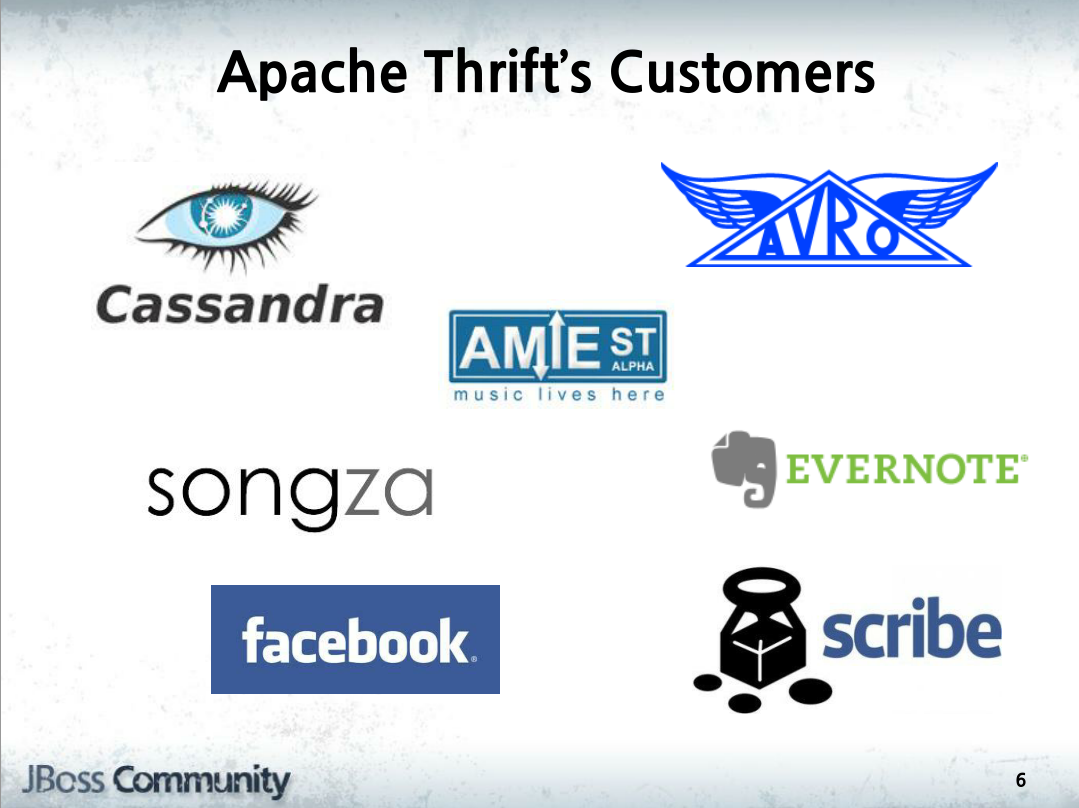 Apache Thrift’s Customers
Cassandra
AVRO
AMIE ST
ALPHA
music lives here
songza
EVERNOTE®
facebook®
scribe
JBoss Community
6